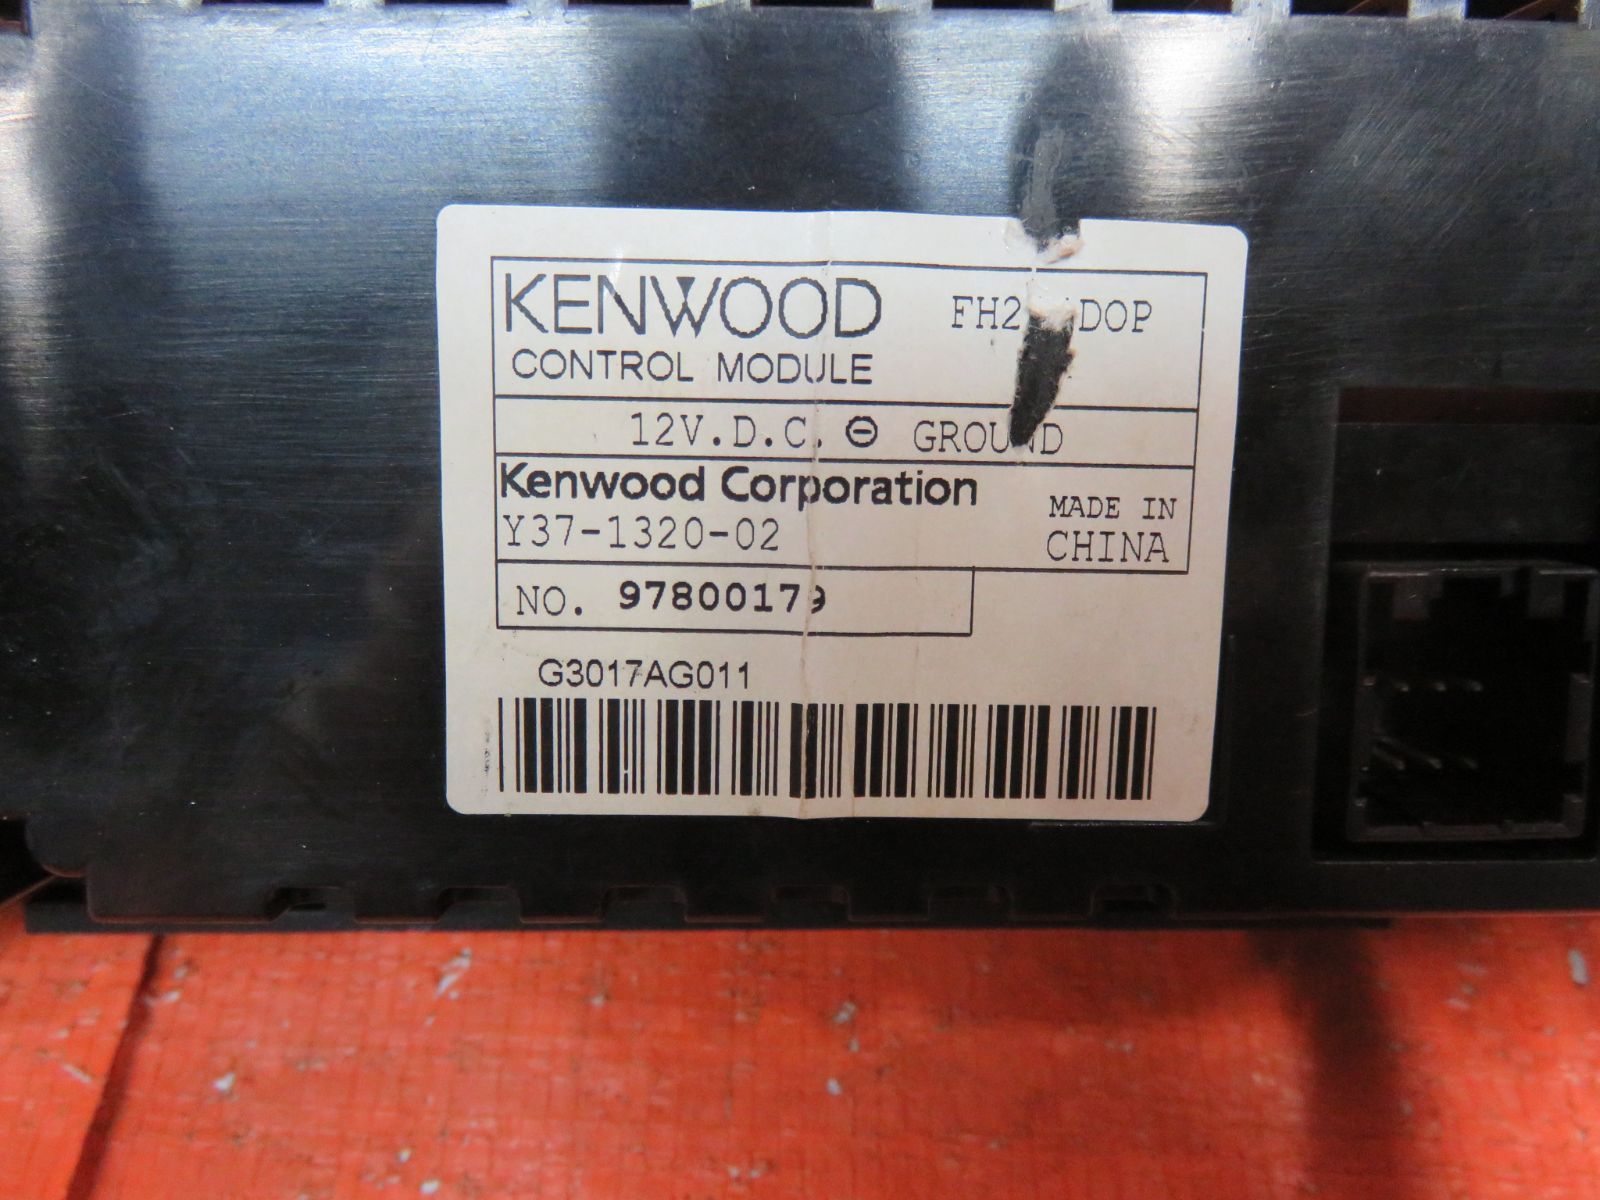 KENWOOD
CONTROL MODULE
12V.D.C. ⊖ GROUND
Kenwood Corporation
Y37-1320-02
MADE IN
CHINA
NO. 97800179
G3017AG011